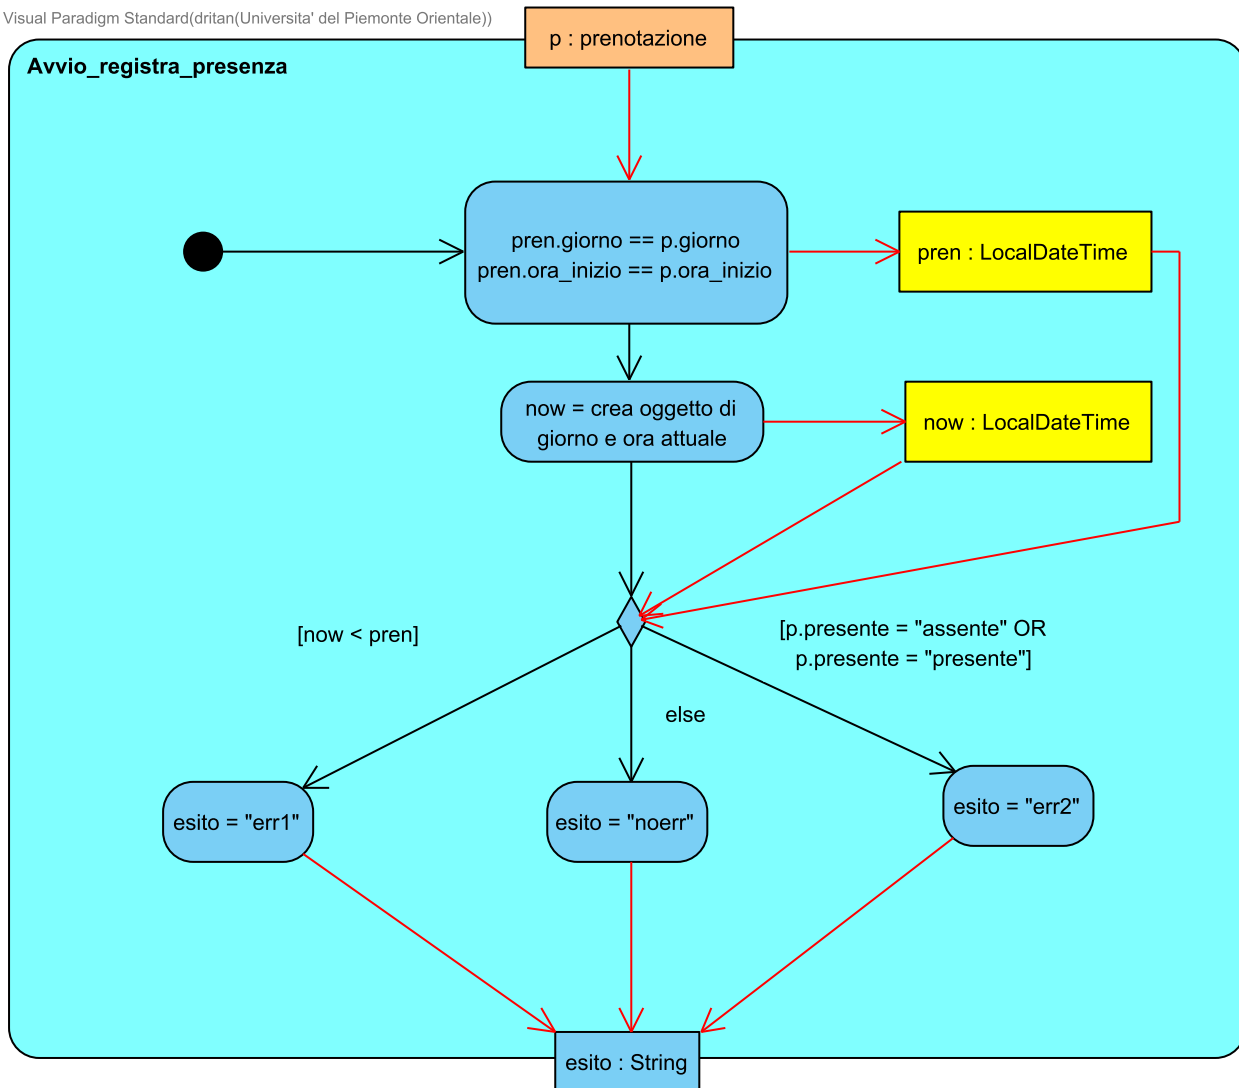 Visual Paradigm Standard(dritan(Universita' del Piemonte Orientale))
p : prenotazione
Avvio_registra_presenza
pren.giorno == p.giorno
pren.ora_inizio == p.ora_inizio
pren : LocalDateTime
now = crea oggetto di
giorno e ora attuale
now : LocalDateTime
[now < pren]
[p.presente = "assente" OR
p.presente = "presente"]
else
esito = "err1"
esito = "noerr"
esito = "err2"
esito : String